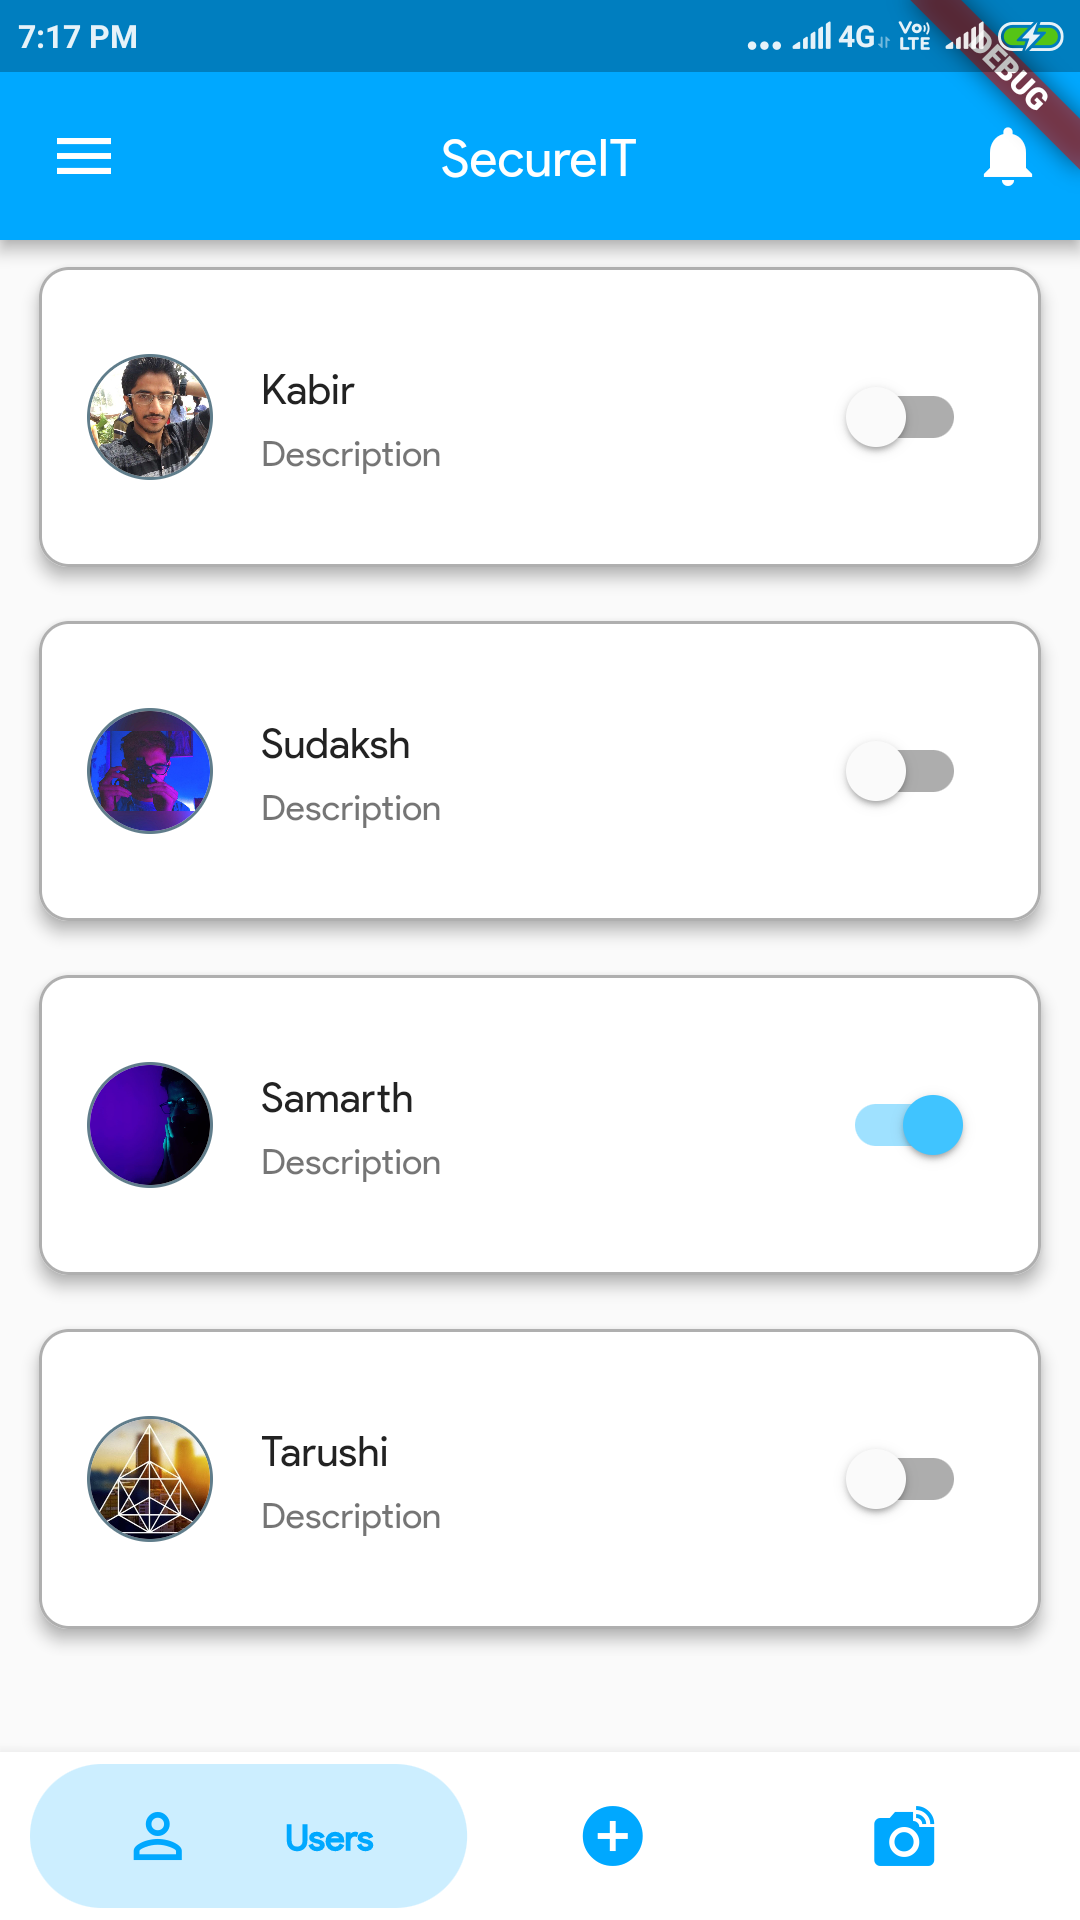 7:17 PM
4G
Vo))
LTE
DEBUG
SecureIT
Kabir
Description
Sudaksh
Description
Samarth
Description
Tarushi
Description
Users